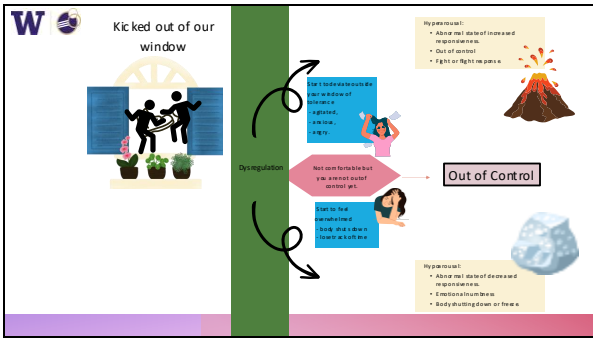 W
Kicked out of our
window
Hyperarousal:
• Abnormal state of increased
responsiveness.
• Out of control
• Fight or flight response.
Start to deviate outside
your window of
tolerance
- agitated,
- anxious,
- angry.
Dysregulation
Not comfortable but
you are not out of
control yet.
Out of Control
Start to feel
overwhelmed
- body shuts down
- lose track of time
Hypoarousal:
• Abnormal state of decreased
responsiveness.
• Emotional numbness
• Body shutting down or freeze.